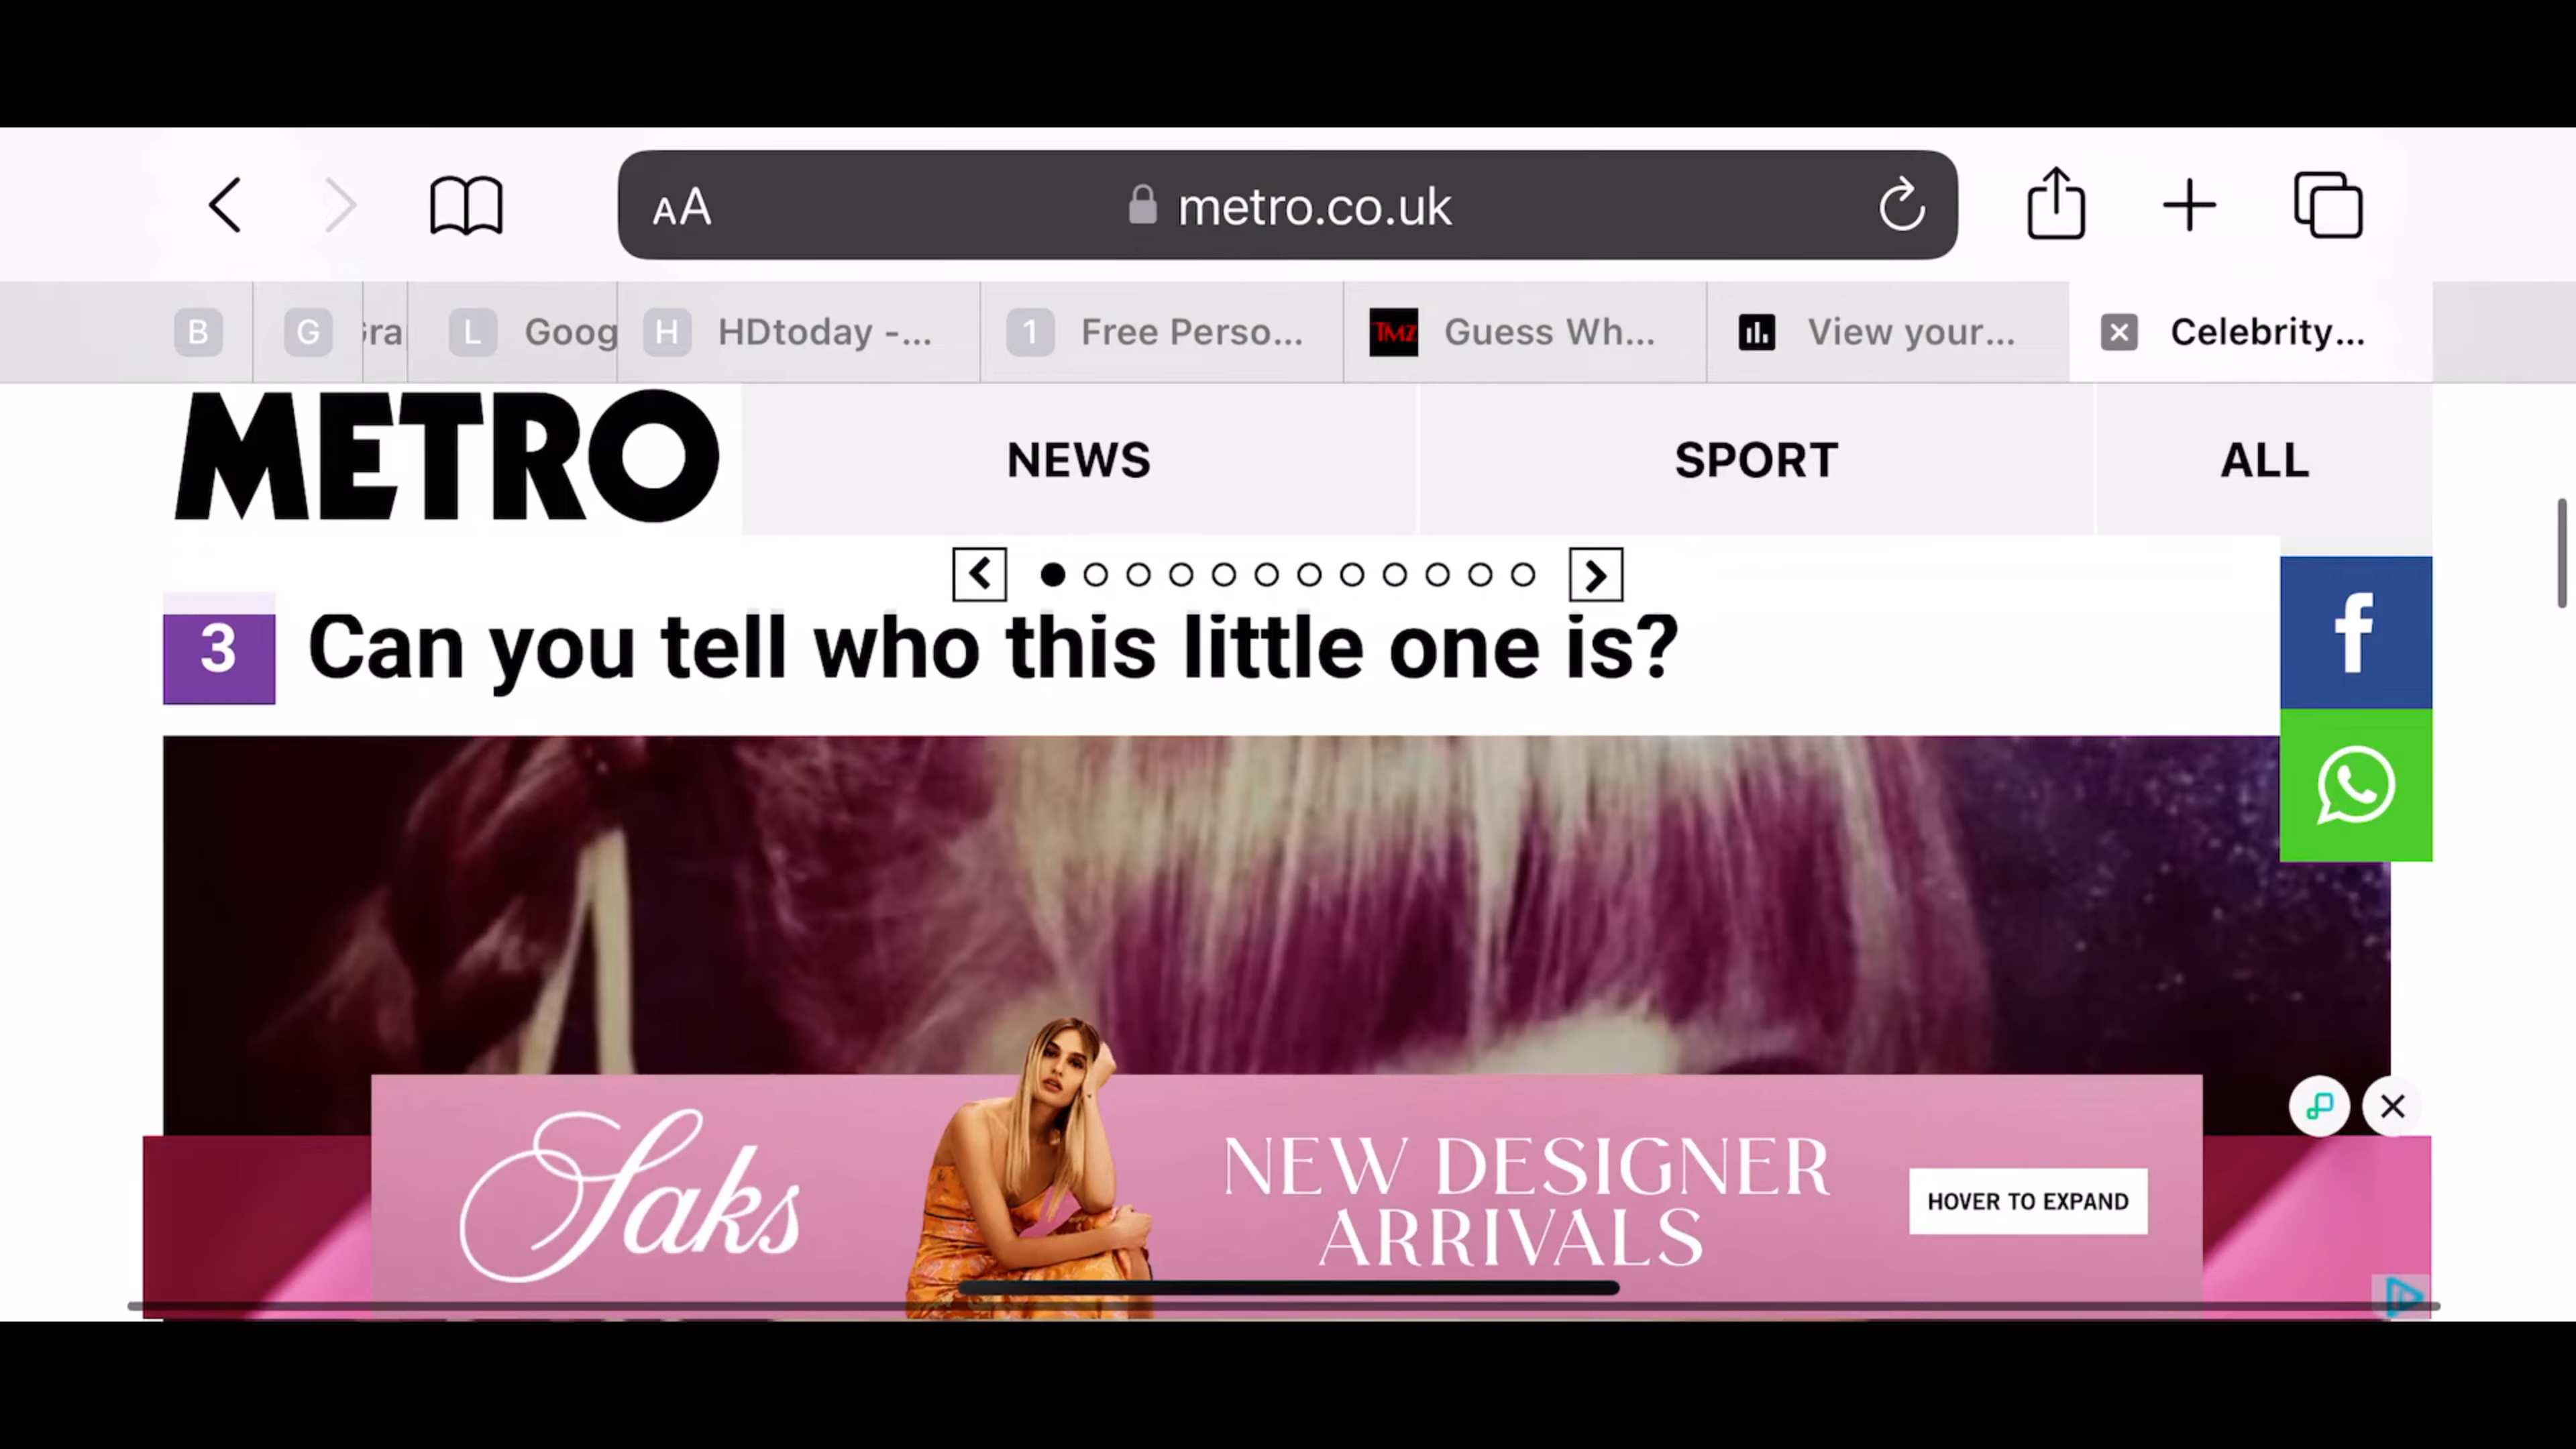 AA
metro.co.uk
B
G
L
Goog
H
HDtoday -...
1
Free Perso...
TMZ
Guess Wh...
View your...
Celebrity...
METRO
NEWS
SPORT
ALL
3
Can you tell who this little one is?
f
Saks
NEW DESIGNER
ARRIVALS
HOVER TO EXPAND